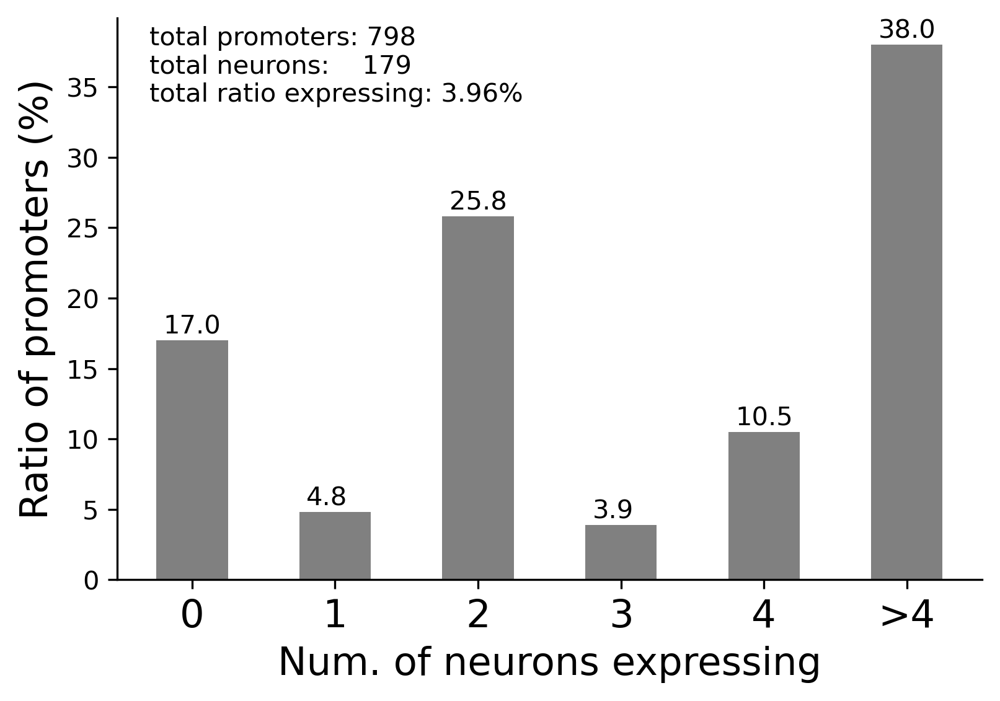 total promoters: 798
total neurons: 179
total ratio expressing: 3.96%
Ratio of promoters (%)
35
30
25
20
15
10
5
0
17.0
4.8
25.8
3.9
10.5
38.0
0 1 2 3 4 >4
Num. of neurons expressing